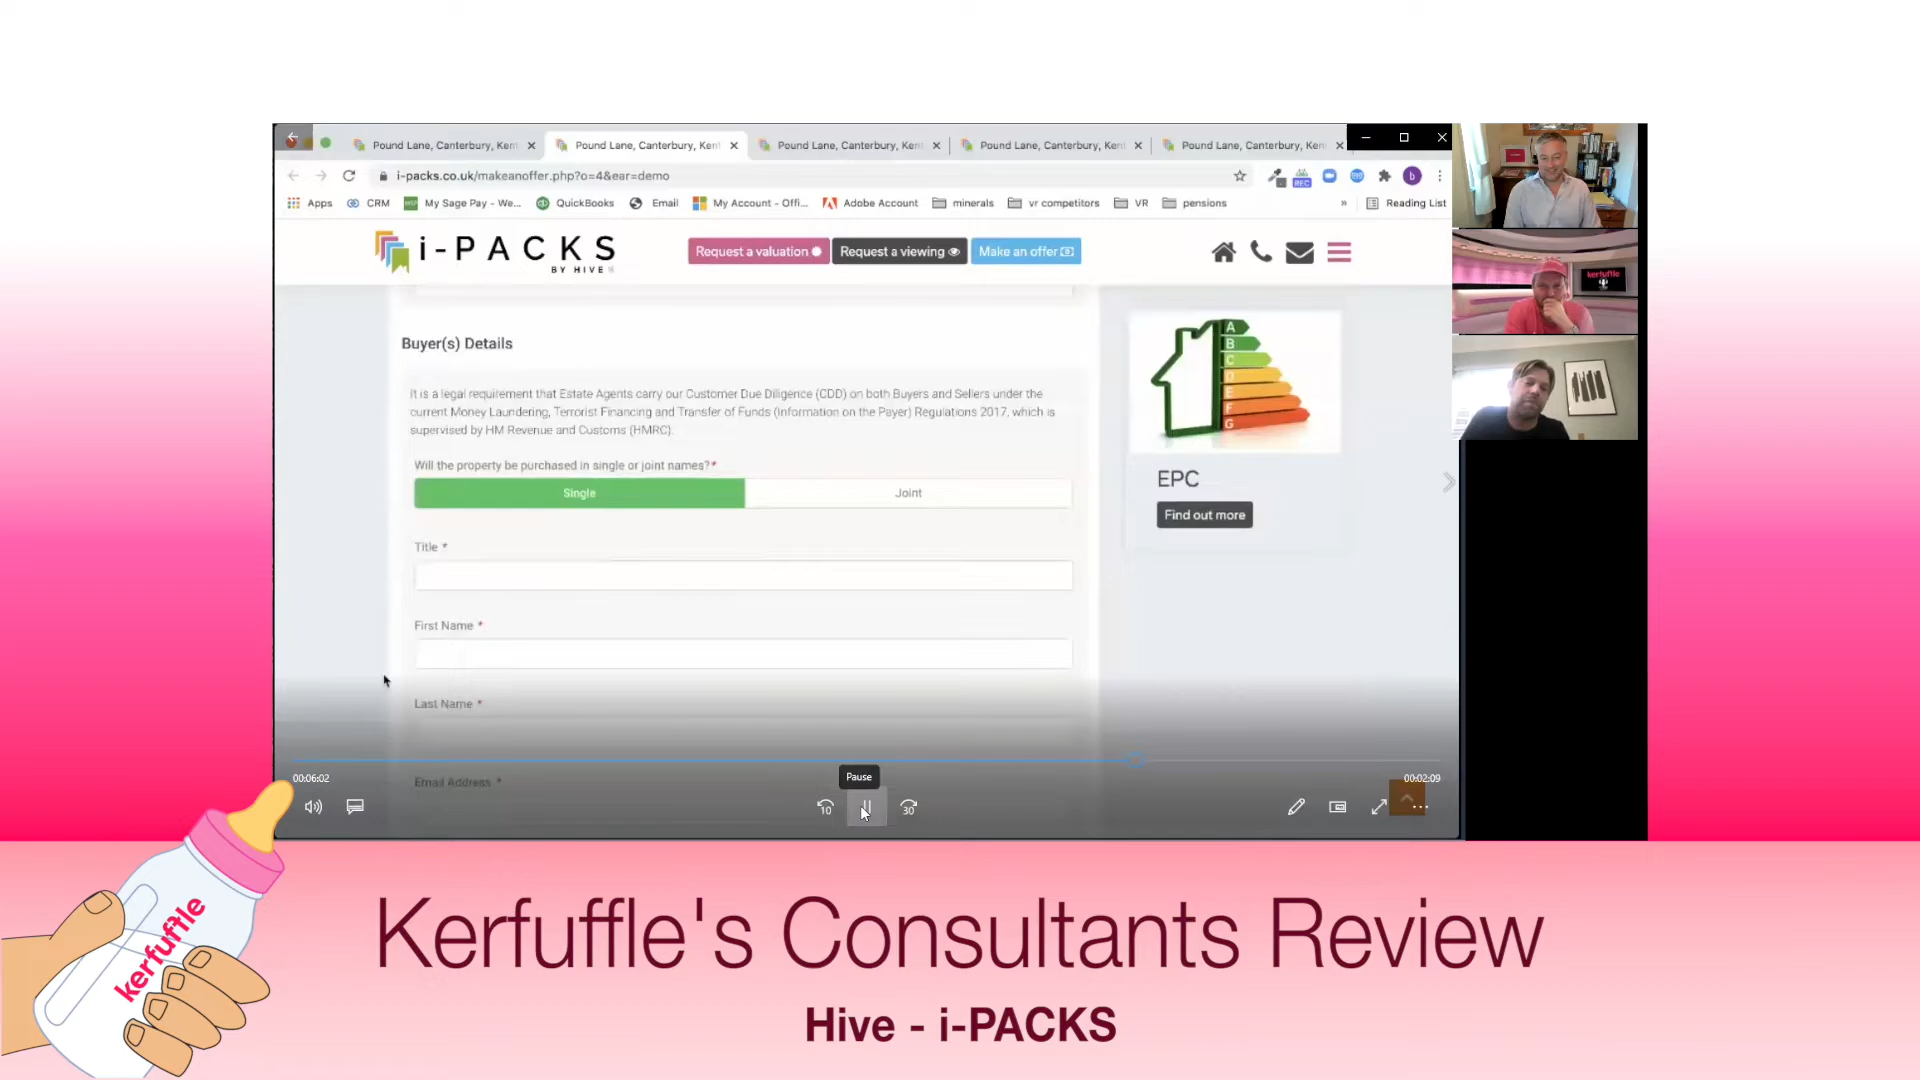 Pound Lane, Canterbury, Ken
Pound Lane, Canterbury, Kent
Pound Lane, Canterbury, Ken
Pound Lane, Canterbury, Kent
Pound Lane, Canterbury, Ke
i-packs.co.uk/makeanoffer.php?o=4&ear=demo
REC
b
Apps
CRM
My Sage Pay - We...
QuickBooks
Email
My Account - Offi...
Adobe Account
minerals
vr competitors
VR
pensions
»
Reading List
i-PACKS
BY HIVE
Request a valuation
Request a viewing
Make an offer
kerfuffle
Buyer(s) Details
It is a legal requirement that Estate Agents carry our Customer Due Diligence (CDD) on both Buyers and Sellers under the
current Money Laundering, Terrorist Financing and Transfer of Funds (Information on the Payer) Regulations 2017, which is
supervised by HM Revenue and Customs (HMRC).
Will the property be purchased in single or joint names?*
Single
Joint
Title *
First Name *
Last Name *
Email Address *
A
B
C
D
E
F
G
EPC
Find out more
Pause
00:06:02
00:02:09
10
30
kerfuffle
Kerfuffle's Consultants Review
Hive - i-PACKS